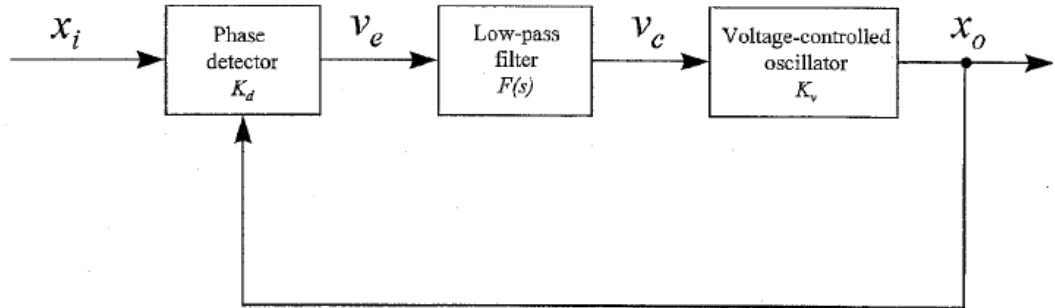 x_i
Phase
detector
K_d
v_e
Low-pass
filter
F(s)
v_c
Voltage-controlled
oscillator
K_v
x_o